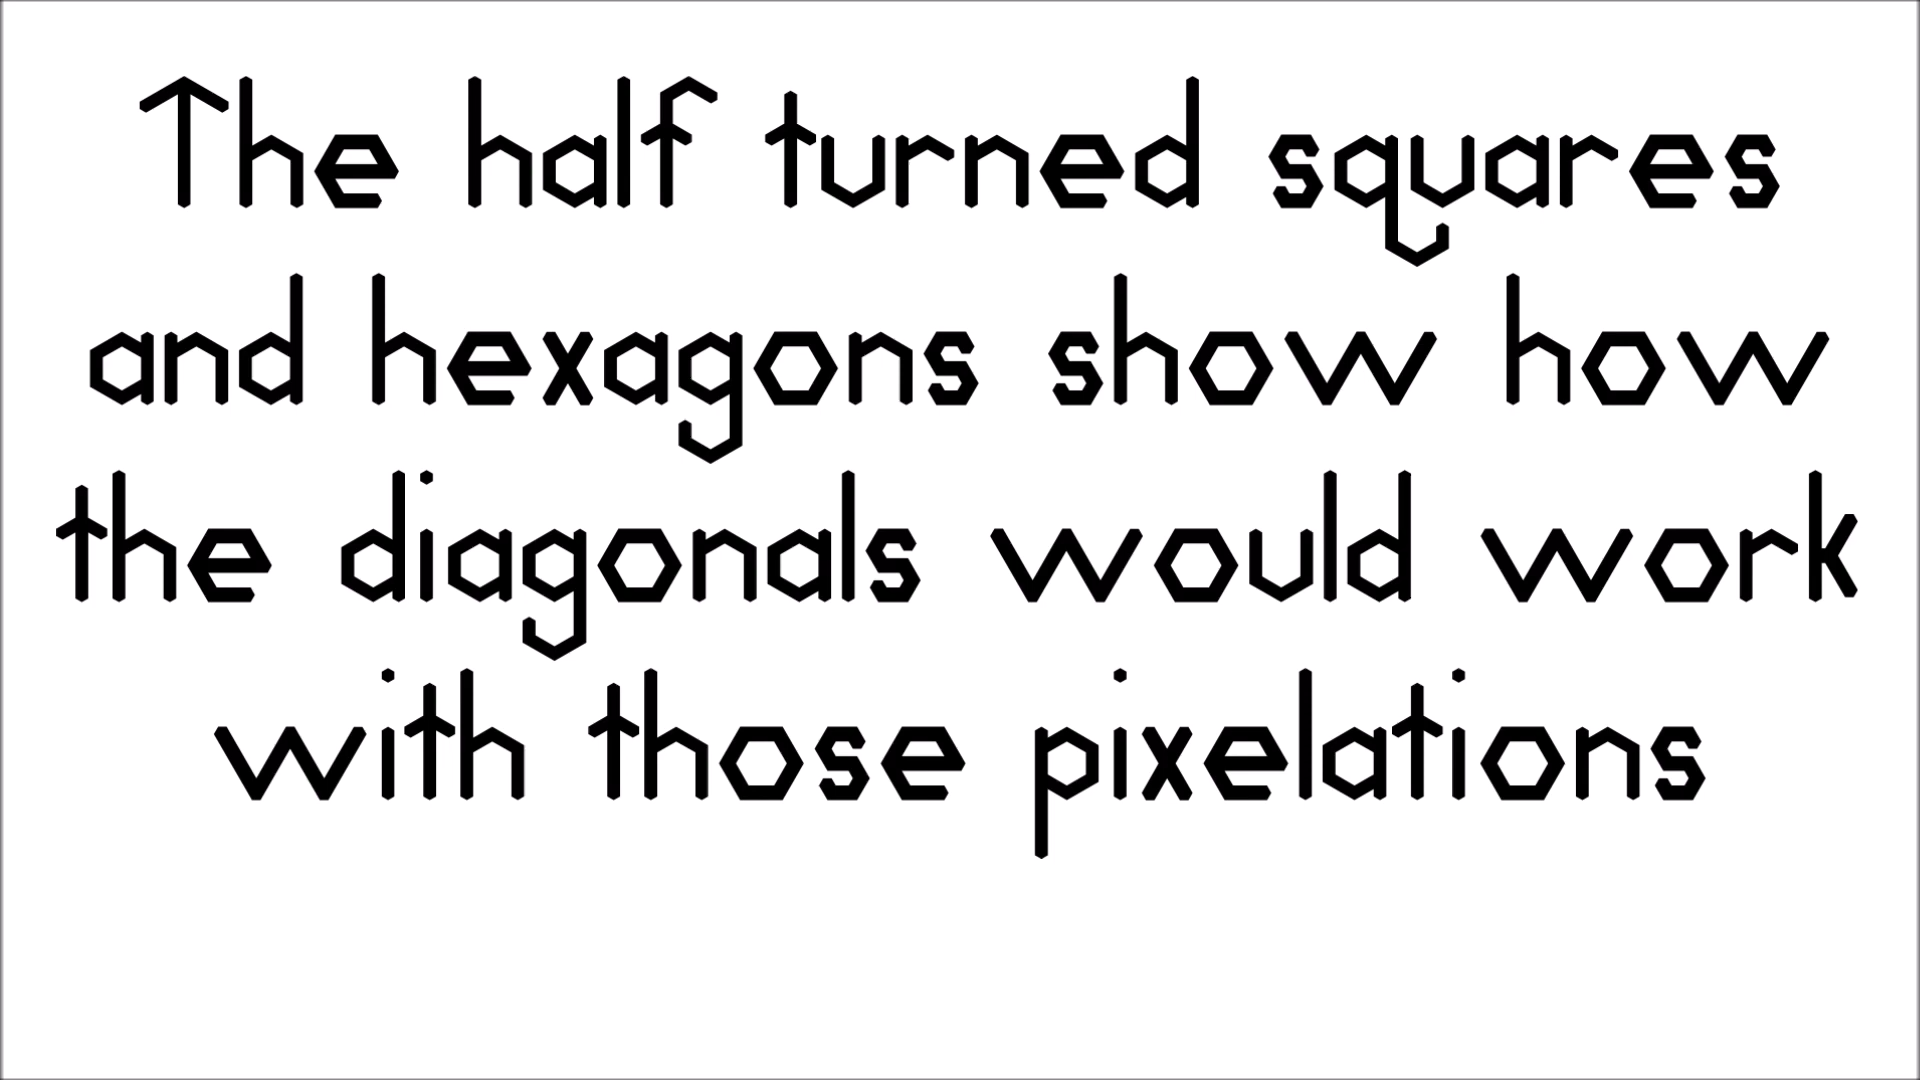 The half turned squares
and hexagons show how
the diagonals would work
with those pixelations